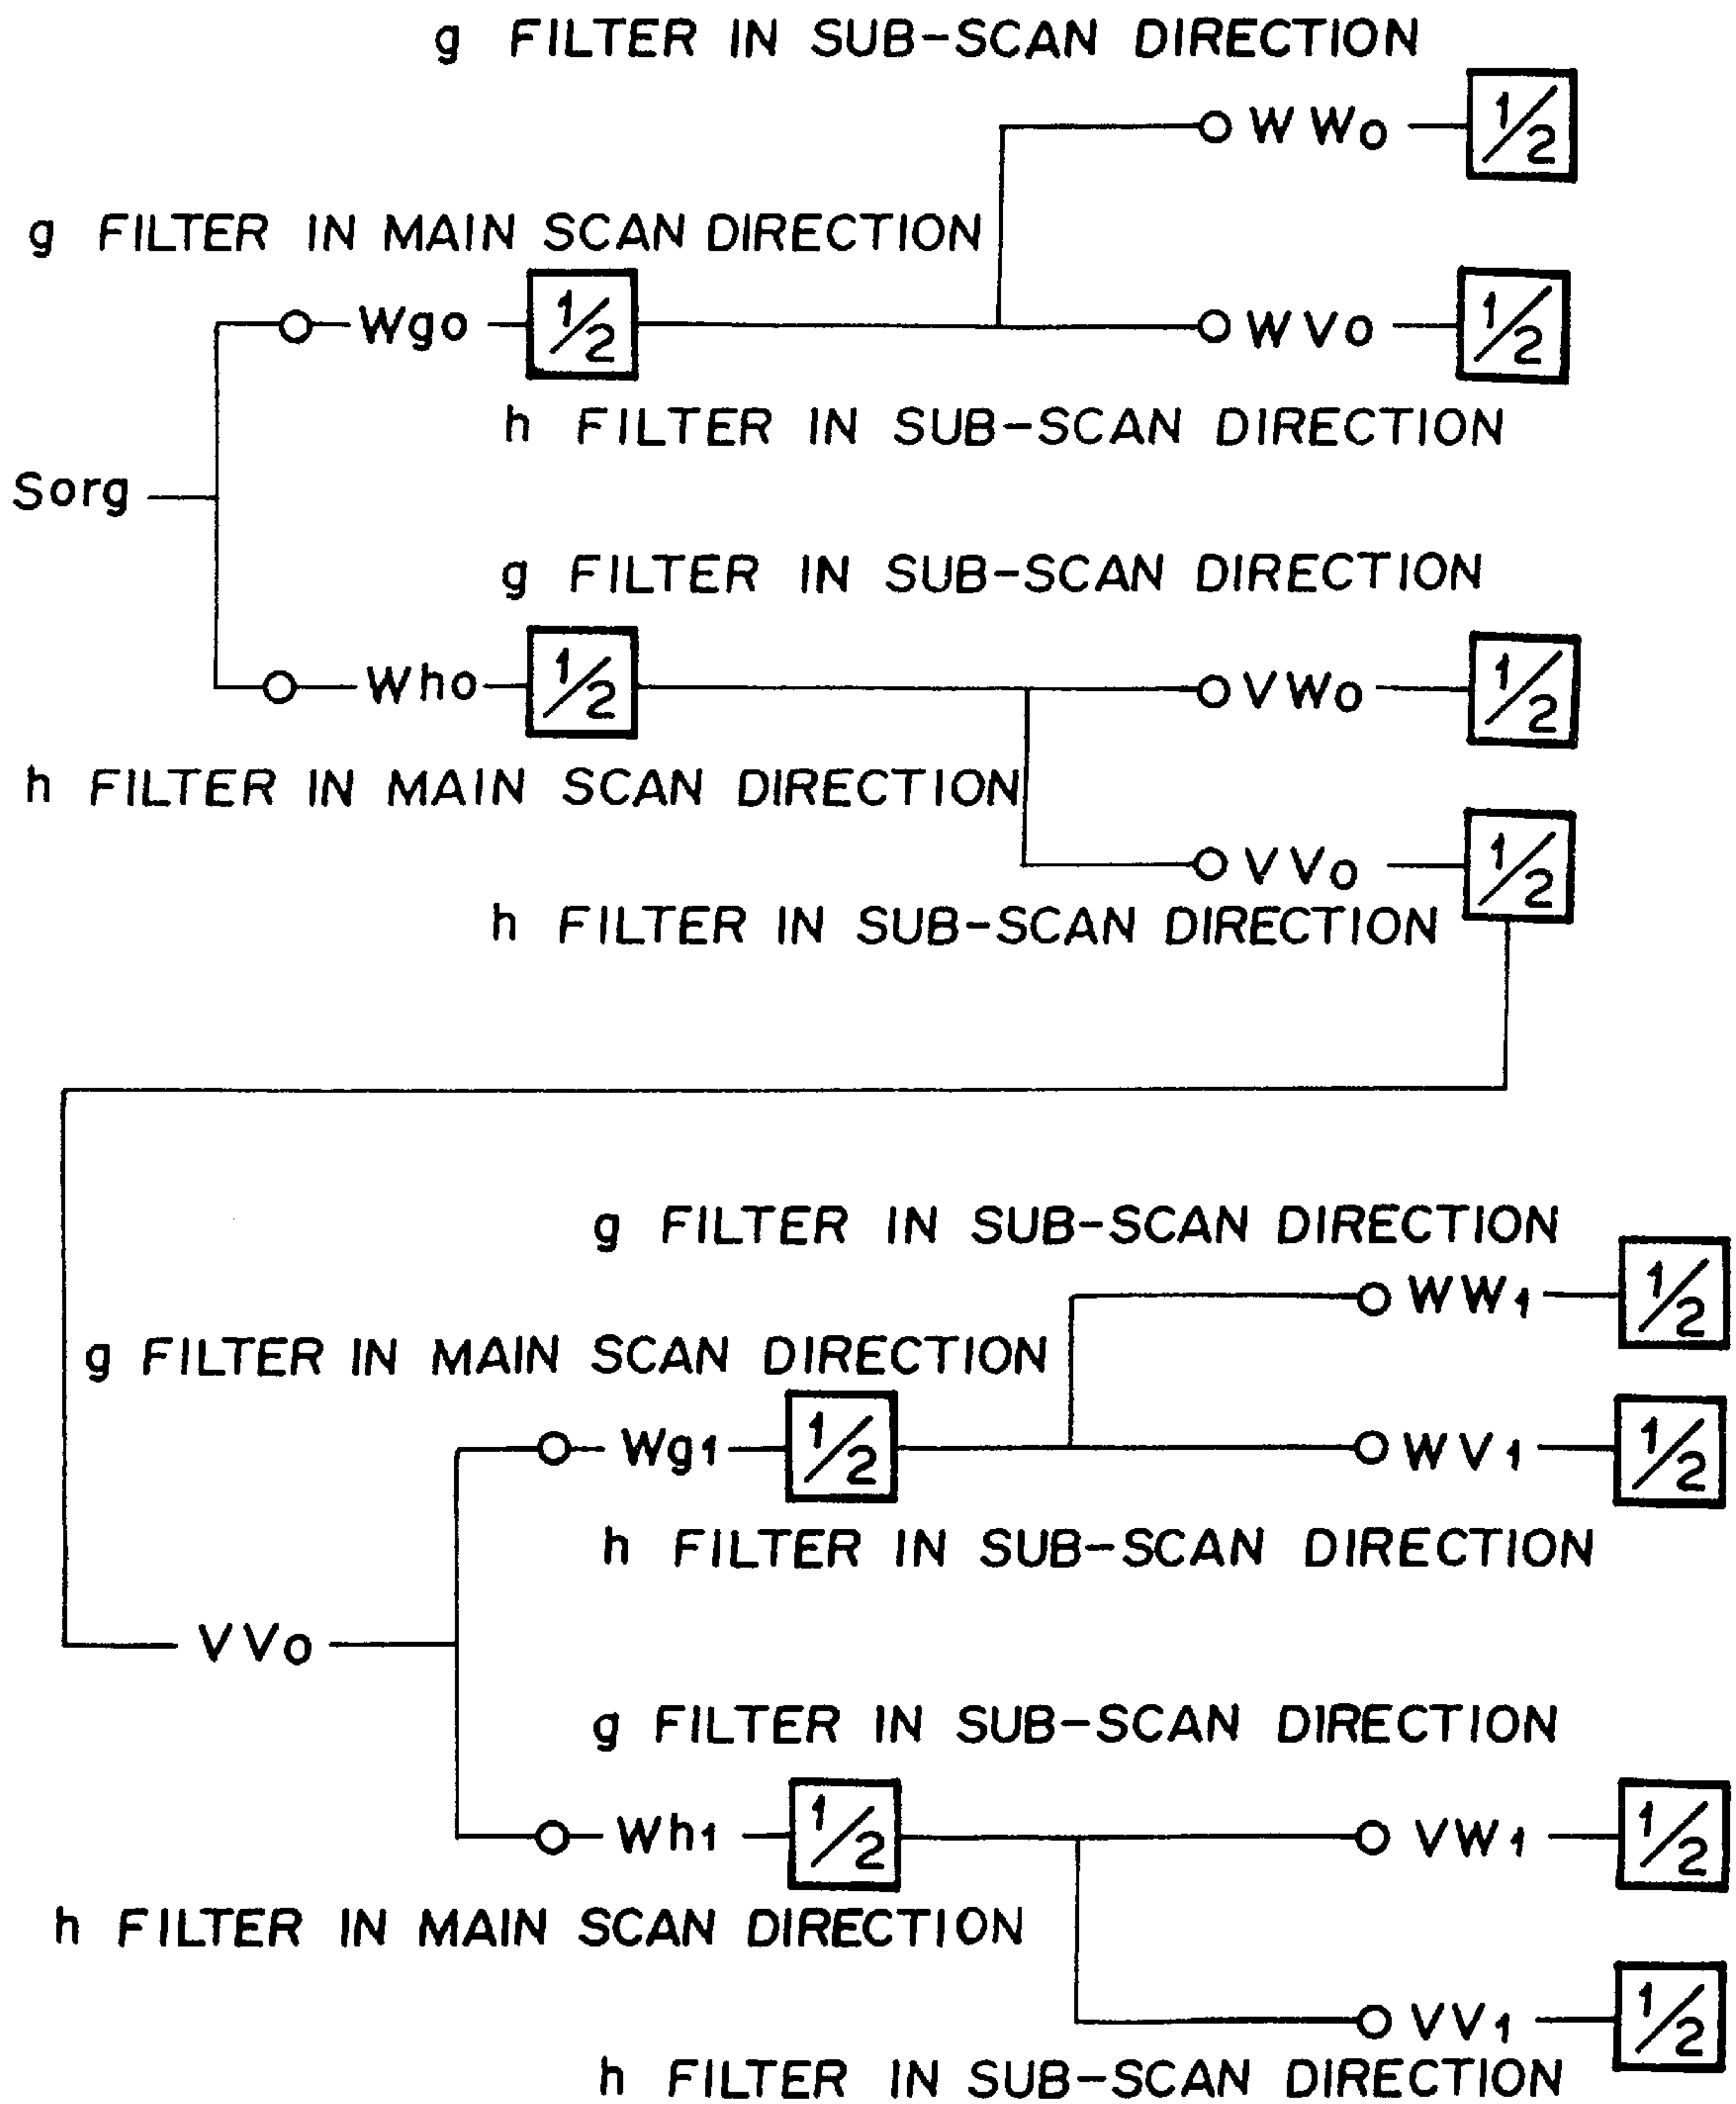 g FILTER IN SUB-SCAN DIRECTION
WWo 1/2
g FILTER IN MAIN SCAN DIRECTION
Wgo 1/2 WVo 1/2
h FILTER IN SUB-SCAN DIRECTION
Sorg
g FILTER IN SUB-SCAN DIRECTION
Who 1/2 VWo 1/2
h FILTER IN MAIN SCAN DIRECTION
VVo 1/2
h FILTER IN SUB-SCAN DIRECTION
g FILTER IN SUB-SCAN DIRECTION
WW1 1/2
g FILTER IN MAIN SCAN DIRECTION
Wg1 1/2 WV1 1/2
h FILTER IN SUB-SCAN DIRECTION
VVo
g FILTER IN SUB-SCAN DIRECTION
Wh1 1/2 VW1 1/2
h FILTER IN MAIN SCAN DIRECTION
VV1 1/2
h FILTER IN SUB-SCAN DIRECTION